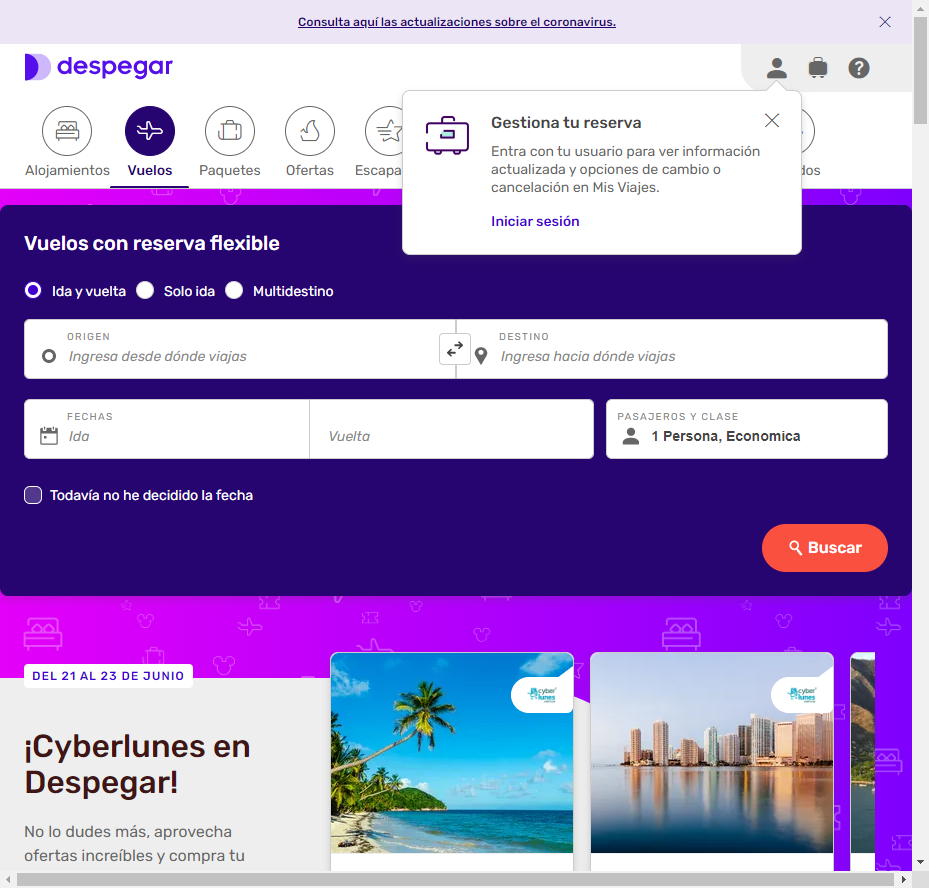 Consulta aquí las actualizaciones sobre el coronavirus.
despegar
Alojamientos
Vuelos
Paquetes
Ofertas
Escapa
dos
Gestiona tu reserva
Entra con tu usuario para ver información
actualizada y opciones de cambio o
cancelación en Mis Viajes.
Iniciar sesión
Vuelos con reserva flexible
Ida y vuelta
Solo ida
Multidestino
ORIGEN
Ingresa desde dónde viajas
DESTINO
Ingresa hacia dónde viajas
FECHAS
Ida
Vuelta
PASAJEROS Y CLASE
1 Persona, Economica
Todavía no he decidido la fecha
Buscar
DEL 21 AL 23 DE JUNIO
cyber
lunes
cyber
lunes
¡Cyberlunes en
Despegar!
No lo dudes más, aprovecha
ofertas increíbles y compra tu